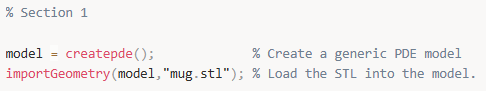 % Section 1
model = createpde(); % Create a generic PDE model
importGeometry(model,"mug.stl"); % Load the STL into the model.